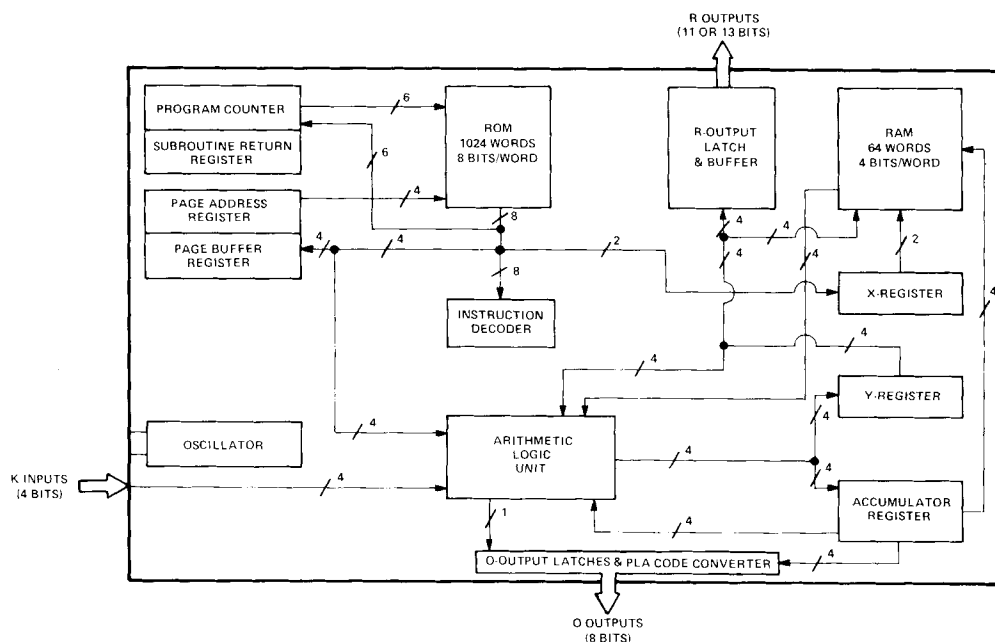 R OUTPUTS
(11 OR 13 BITS)
PROGRAM COUNTER
SUBROUTINE RETURN
REGISTER
6
6
ROM
1024 WORDS
8 BITS/WORD
R-OUTPUT
LATCH
& BUFFER
RAM
64 WORDS
4 BITS/WORD
PAGE ADDRESS
REGISTER
PAGE BUFFER
REGISTER
4
4
4
8
8
2
4
4
4
4
2
4
INSTRUCTION
DECODER
X-REGISTER
4
4
Y-REGISTER
OSCILLATOR
K INPUTS
(4 BITS)
4
4
ARITHMETIC
LOGIC
UNIT
4
4
4
ACCUMULATOR
REGISTER
1
4
4
O-OUTPUT LATCHES & PLA CODE CONVERTER
O OUTPUTS
(8 BITS)